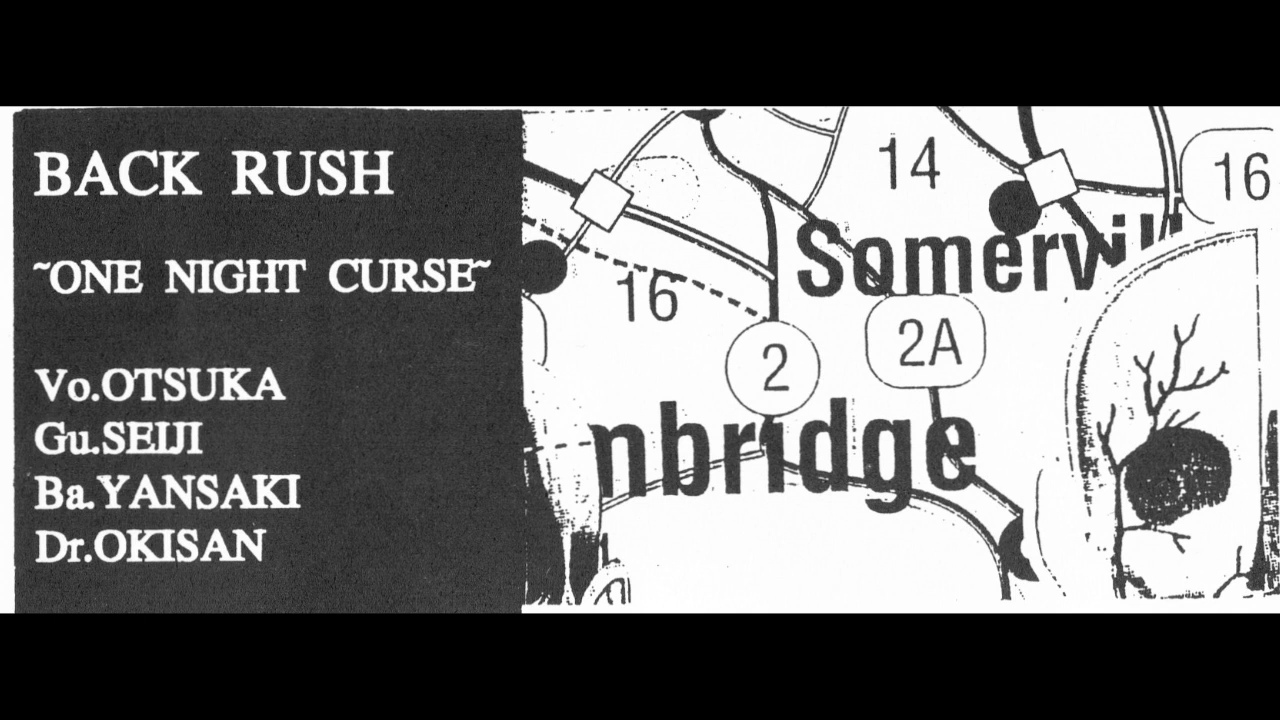 BACK RUSH
~ONE NIGHT CURSE~
Vo.OTSUKA
Gu.SEIJI
Ba.YANSAKI
Dr.OKISAN
14
16
Somervill
16
2
2A
nbridge